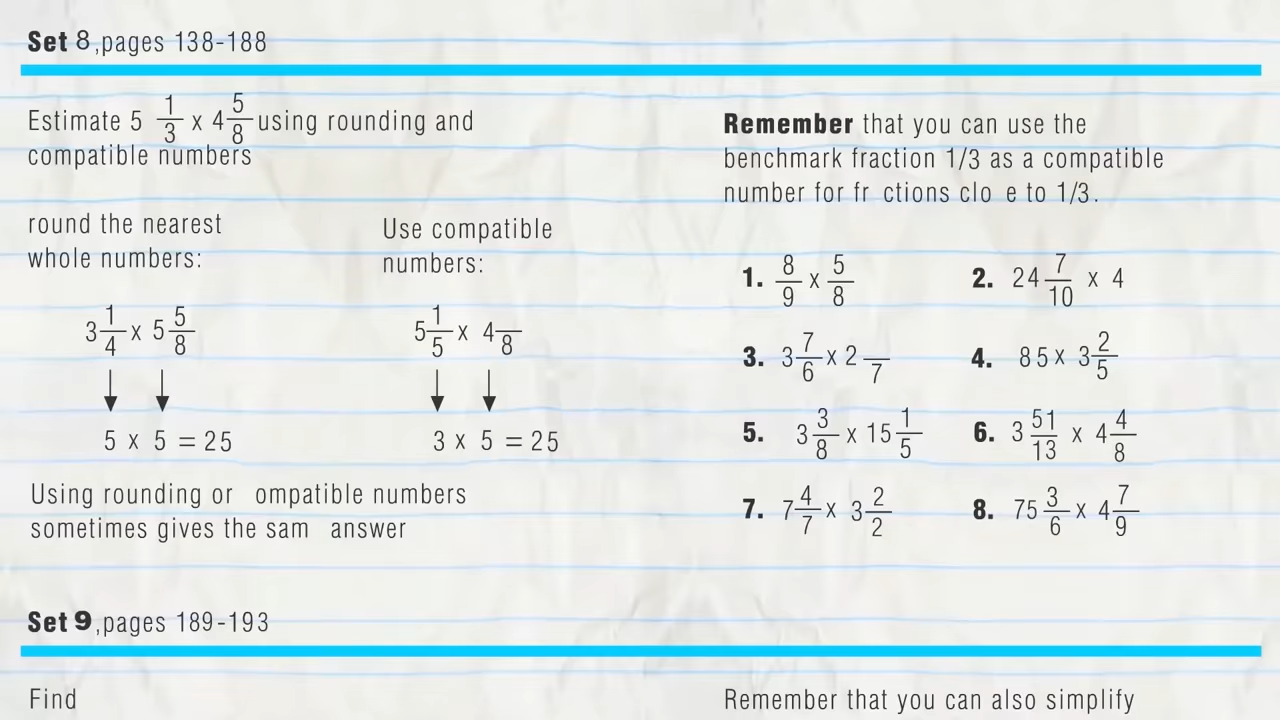 Set 8,pages 138-188
Estimate 5 1/3 x 4 5/8 using rounding and
compatible numbers
round the nearest
whole numbers:
3 1/4 x 5 5/8
5 x 5 = 25
Use compatible
numbers:
5 1/5 x 4 /8
3 x 5 = 25
Using rounding or ompatible numbers
sometimes gives the sam answer
Remember that you can use the
benchmark fraction 1/3 as a compatible
number for fr ctions clo e to 1/3.
1. 8/9 x 5/8
2. 24 7/10 x 4
3. 3 7/6 x 2 /7
4. 85 x 3 2/5
5. 3 3/8 x 15 1/5
6. 3 51/13 x 4 4/8
7. 7 4/7 x 3 2/2
8. 75 3/6 x 4 7/9
Set 9,pages 189-193
Find
Remember that you can also simplify